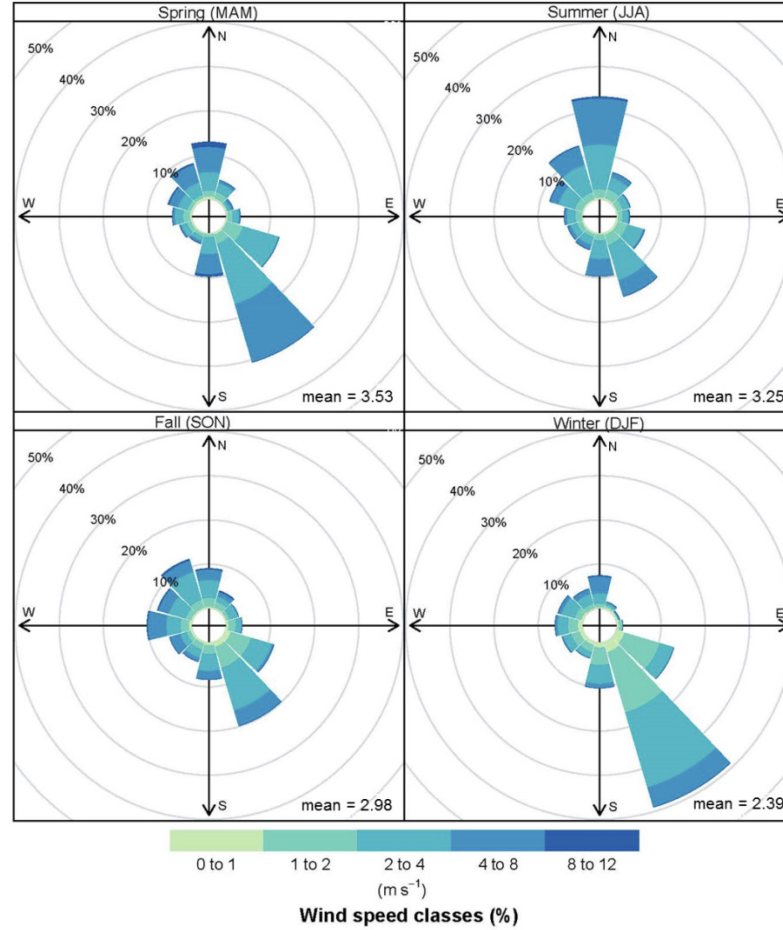 Spring (MAM)
N
50%
40%
30%
20%
10%
W
E
S
mean = 3.53
Summer (JJA)
N
50%
40%
30%
20%
10%
W
E
S
mean = 3.25
Fall (SON)
N
50%
40%
30%
20%
10%
W
E
S
mean = 2.98
Winter (DJF)
N
50%
40%
30%
20%
10%
W
E
S
mean = 2.39
0 to 1
1 to 2
2 to 4
4 to 8
8 to 12
(m s⁻¹)
Wind speed classes (%)